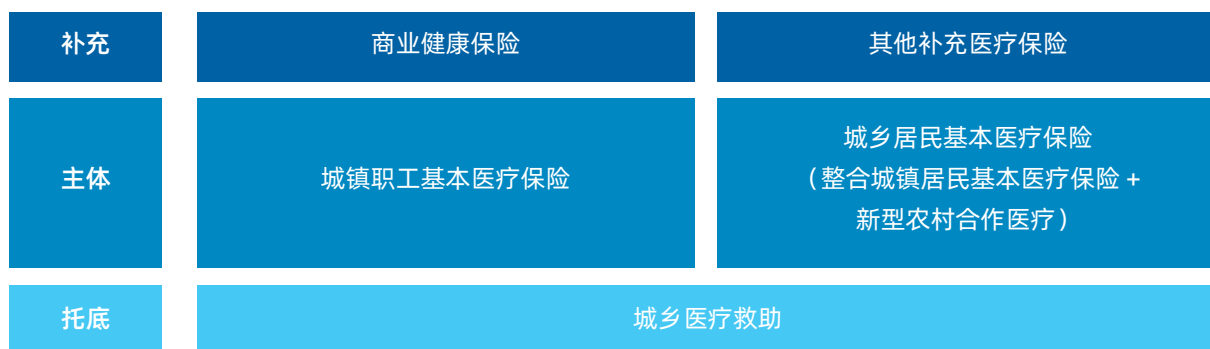 补充
商业健康保险
其他补充医疗保险
主体
城镇职工基本医疗保险
城乡居民基本医疗保险
（整合城镇居民基本医疗保险 +
新型农村合作医疗）
托底
城乡医疗救助